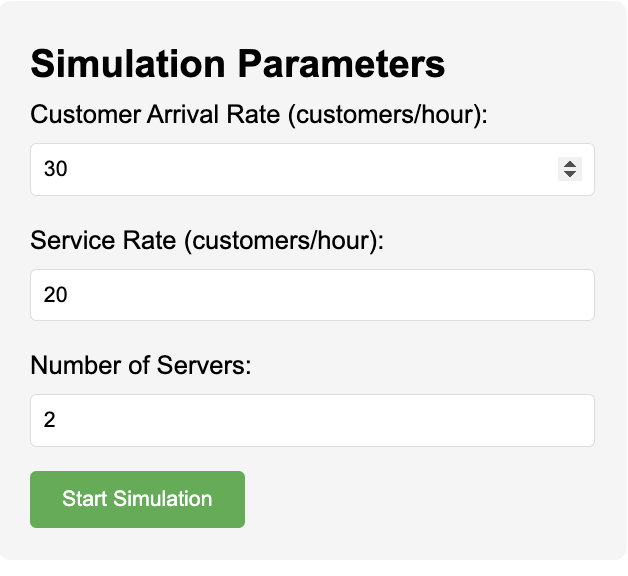 Simulation Parameters
Customer Arrival Rate (customers/hour):
30
Service Rate (customers/hour):
20
Number of Servers:
2
Start Simulation